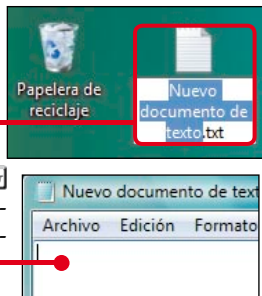 Papelera de
reciclaje
Nuevo
documento de
texto.txt
Nuevo documento de text
Archivo Edición Formato